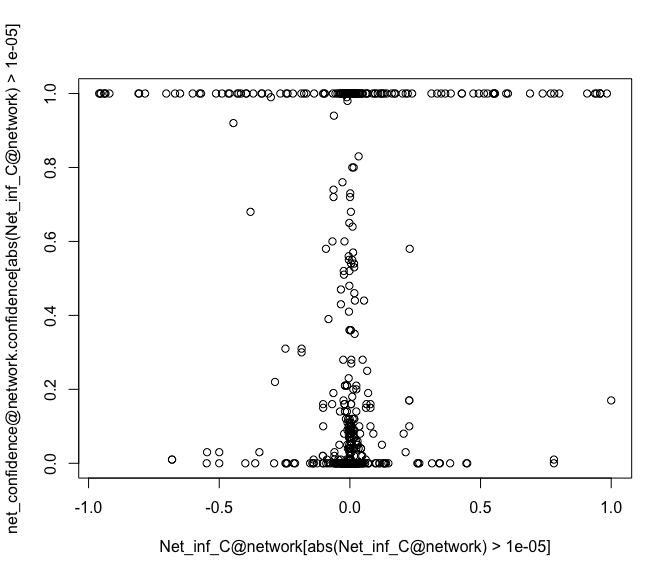 net_confidence@network.confidence[abs(Net_inf_C@network) > 1e-05]
1.0
0.8
0.6
0.4
0.2
0.0
-1.0 -0.5 0.0 0.5 1.0
Net_inf_C@network[abs(Net_inf_C@network) > 1e-05]